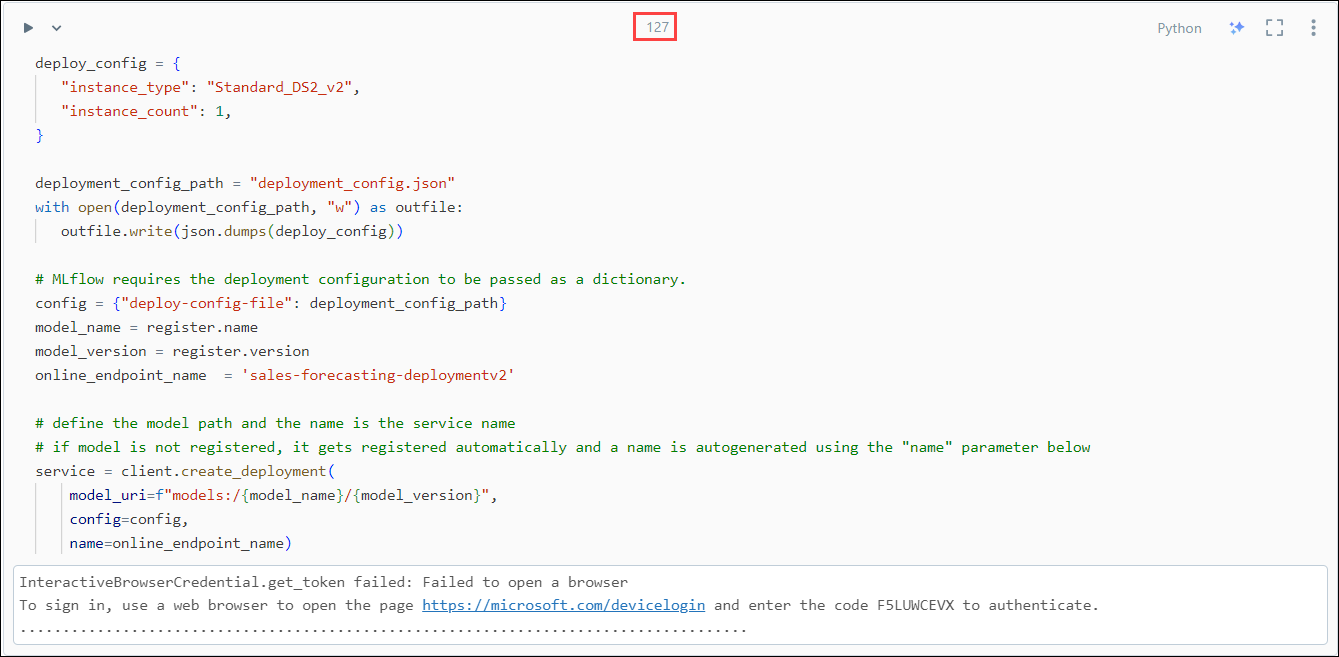 127
Python
deploy_config = {
"instance_type": "Standard_DS2_v2",
"instance_count": 1,
}
deployment_config_path = "deployment_config.json"
with open(deployment_config_path, "w") as outfile:
outfile.write(json.dumps(deploy_config))
# MLflow requires the deployment configuration to be passed as a dictionary.
config = {"deploy-config-file": deployment_config_path}
model_name = register.name
model_version = register.version
online_endpoint_name  = 'sales-forecasting-deploymentv2'
# define the model path and the name is the service name
# if model is not registered, it gets registered automatically and a name is autogenerated using the "name" parameter below
service = client.create_deployment(
model_uri=f"models:/{model_name}/{model_version}",
config=config,
name=online_endpoint_name)
InteractiveBrowserCredential.get_token failed: Failed to open a browser
To sign in, use a web browser to open the page https://microsoft.com/devicelogin and enter the code F5LUWCEVX to authenticate.
.....................................................................................